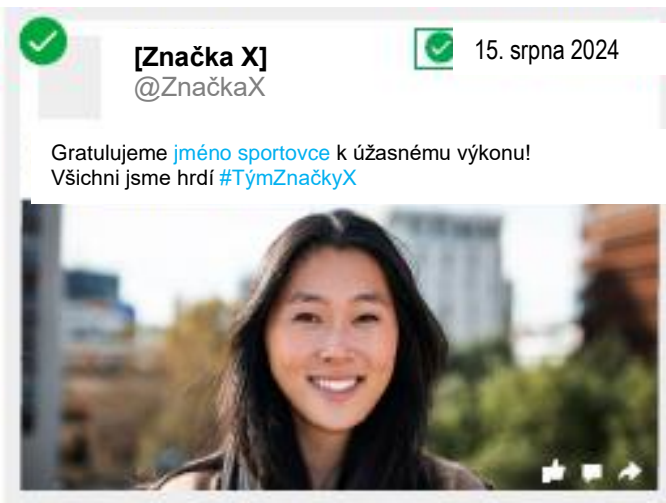 [Značka X]
15. srpna 2024
@ZnačkaX
Gratulujeme jméno sportovce k úžasnému výkonu!
Všichni jsme hrdí #TýmZnačkyX